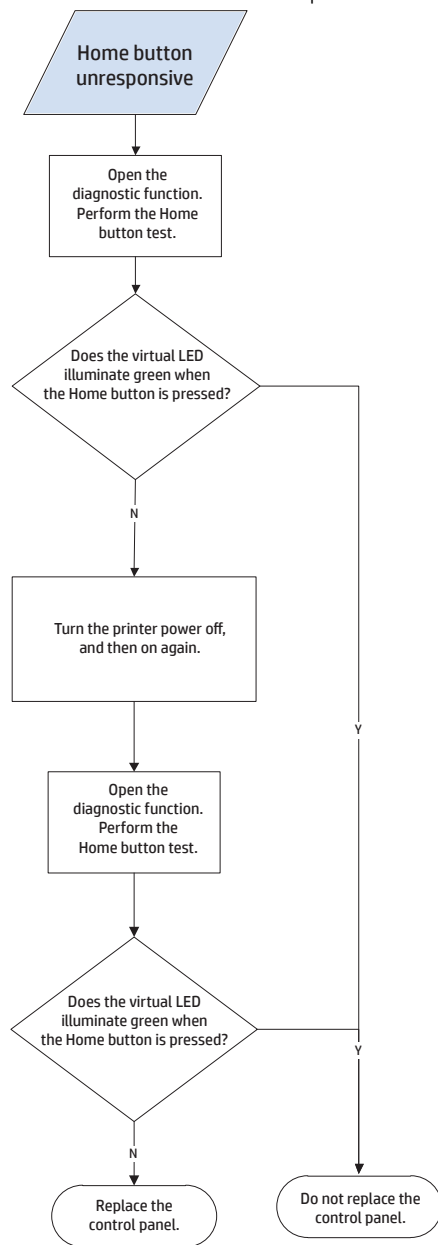 Home button
unresponsive
Open the
diagnostic function.
Perform the Home
button test.
Does the virtual LED
illuminate green when
the Home button is pressed?
N
Turn the printer power off,
and then on again.
Y
Open the
diagnostic function.
Perform the
Home button test.
Does the virtual LED
illuminate green when
the Home button is pressed?
Y
N
Replace the
control panel.
Do not replace the
control panel.